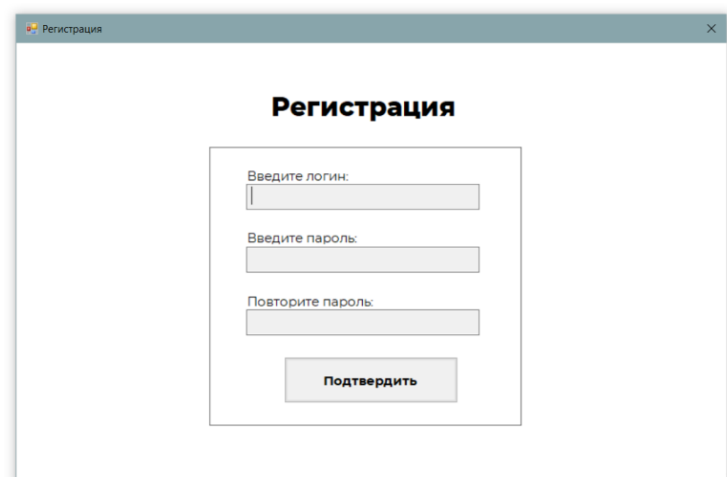 Регистрация
Регистрация
Введите логин:
Введите пароль:
Повторите пароль:
Подтвердить